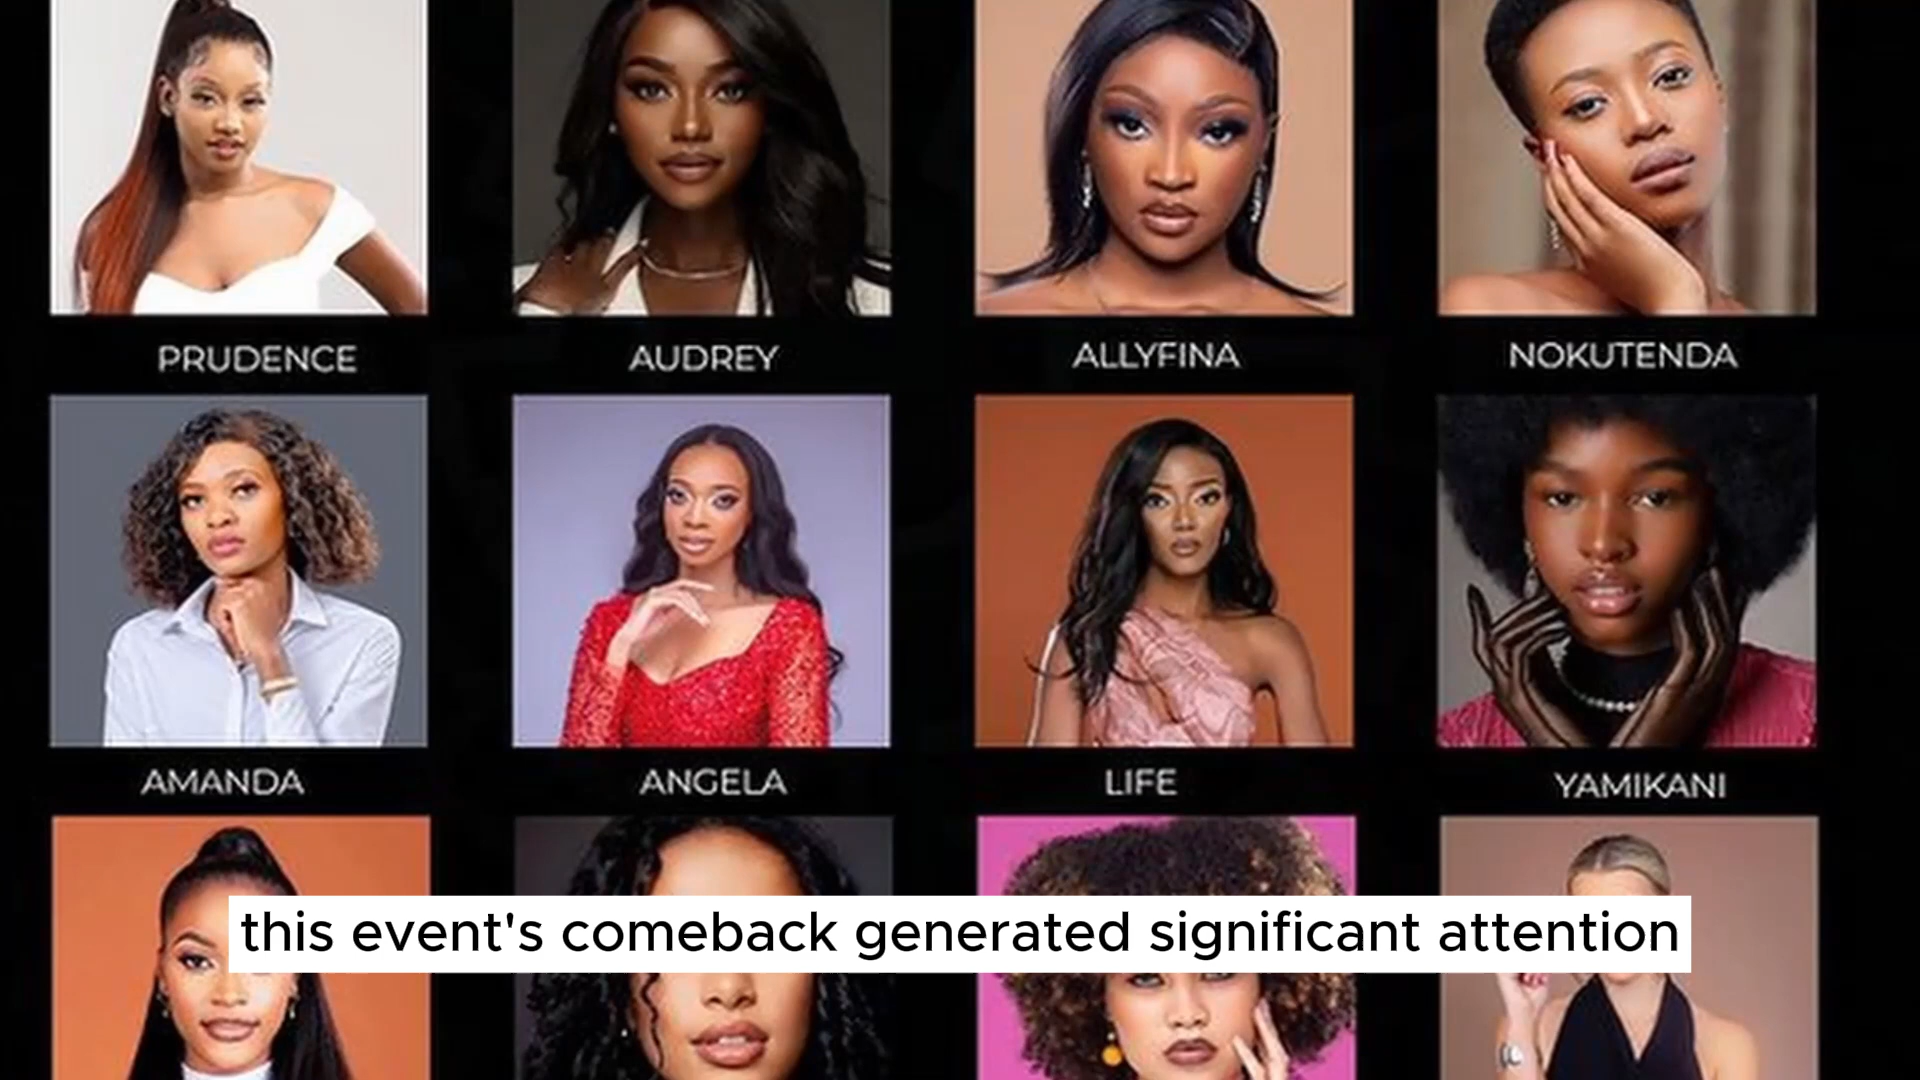 PRUDENCE
AUDREY
ALLYFINA
NOKUTENDA
AMANDA
ANGELA
LIFE
YAMIKANI
this event's comeback generated significant attention